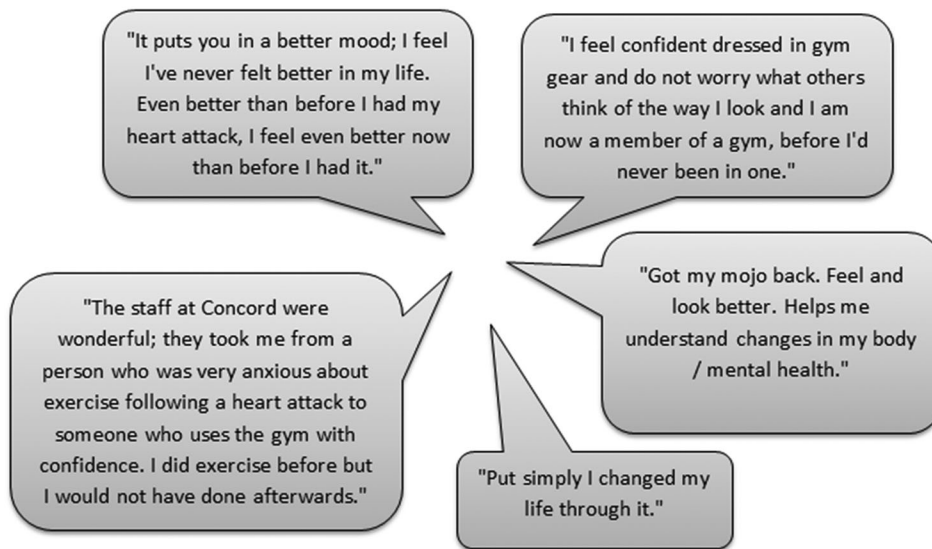 "It puts you in a better mood; I feel
I've never felt better in my life.
Even better than before I had my
heart attack, I feel even better now
than before I had it."
"I feel confident dressed in gym
gear and do not worry what others
think of the way I look and I am
now a member of a gym, before I'd
never been in one."
"The staff at Concord were
wonderful; they took me from a
person who was very anxious about
exercise following a heart attack to
someone who uses the gym with
confidence. I did exercise before but
I would not have done afterwards."
"Got my mojo back. Feel and
look better. Helps me
understand changes in my body
/ mental health."
"Put simply I changed my
life through it."